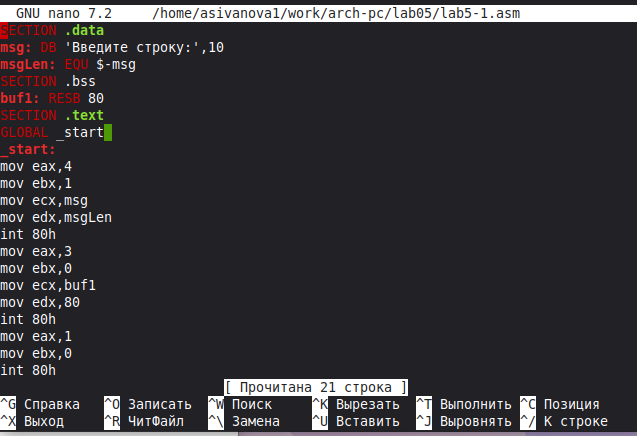 GNU nano 7.2 /home/asivanova1/work/arch-pc/lab05/lab5-1.asm
SECTION .data
msg: DB 'Введите строку:',10
msgLen: EQU $-msg
SECTION .bss
buf1: RESB 80
SECTION .text
GLOBAL _start
_start:
mov eax,4
mov ebx,1
mov ecx,msg
mov edx,msgLen
int 80h
mov eax,3
mov ebx,0
mov ecx,buf1
mov edx,80
int 80h
mov eax,1
mov ebx,0
int 80h
[ Прочитана 21 строка ]
^G Справка ^O Записать ^W Поиск ^K Вырезать ^T Выполнить ^C Позиция
^X Выход ^R ЧитФайл ^\ Замена ^U Вставить ^J Выровнять ^/ К строке